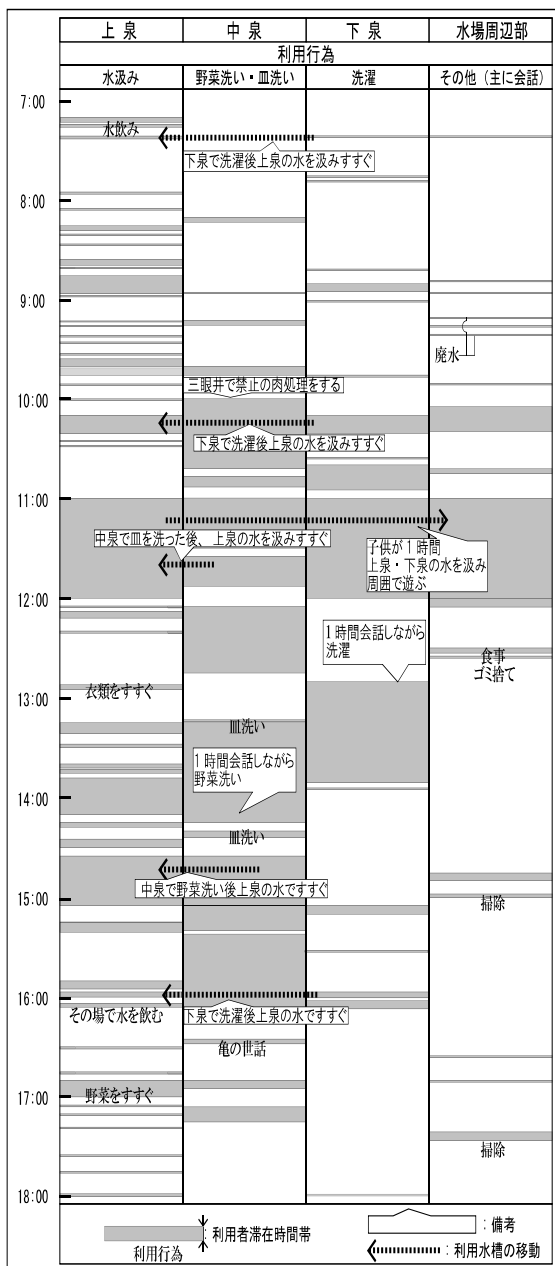 上泉 中泉 下泉 水場周辺部
利用行為
水汲み 野菜洗い・皿洗い 洗濯 その他（主に会話）
7:00
水飲み
下泉で洗濯後上泉の水を汲みすすぐ
8:00
9:00
廃水
三眼井で禁止の肉処理をする
10:00
下泉で洗濯後上泉の水を汲みすすぐ
11:00
中泉で皿を洗った後、上泉の水を汲みすすぐ
子供が1時間
上泉・下泉の水を汲み
周囲で遊ぶ
12:00
1時間会話しながら
洗濯
食事
ゴミ捨て
衣類をすすぐ
13:00
皿洗い
1時間会話しながら
野菜洗い
14:00
皿洗い
中泉で野菜洗い後上泉の水ですすぐ
15:00
掃除
16:00
その場で水を飲む
下泉で洗濯後上泉の水ですすぐ
亀の世話
17:00
野菜をすすぐ
掃除
18:00
利用行為
：利用者滞在時間帯
：備考
：利用水槽の移動